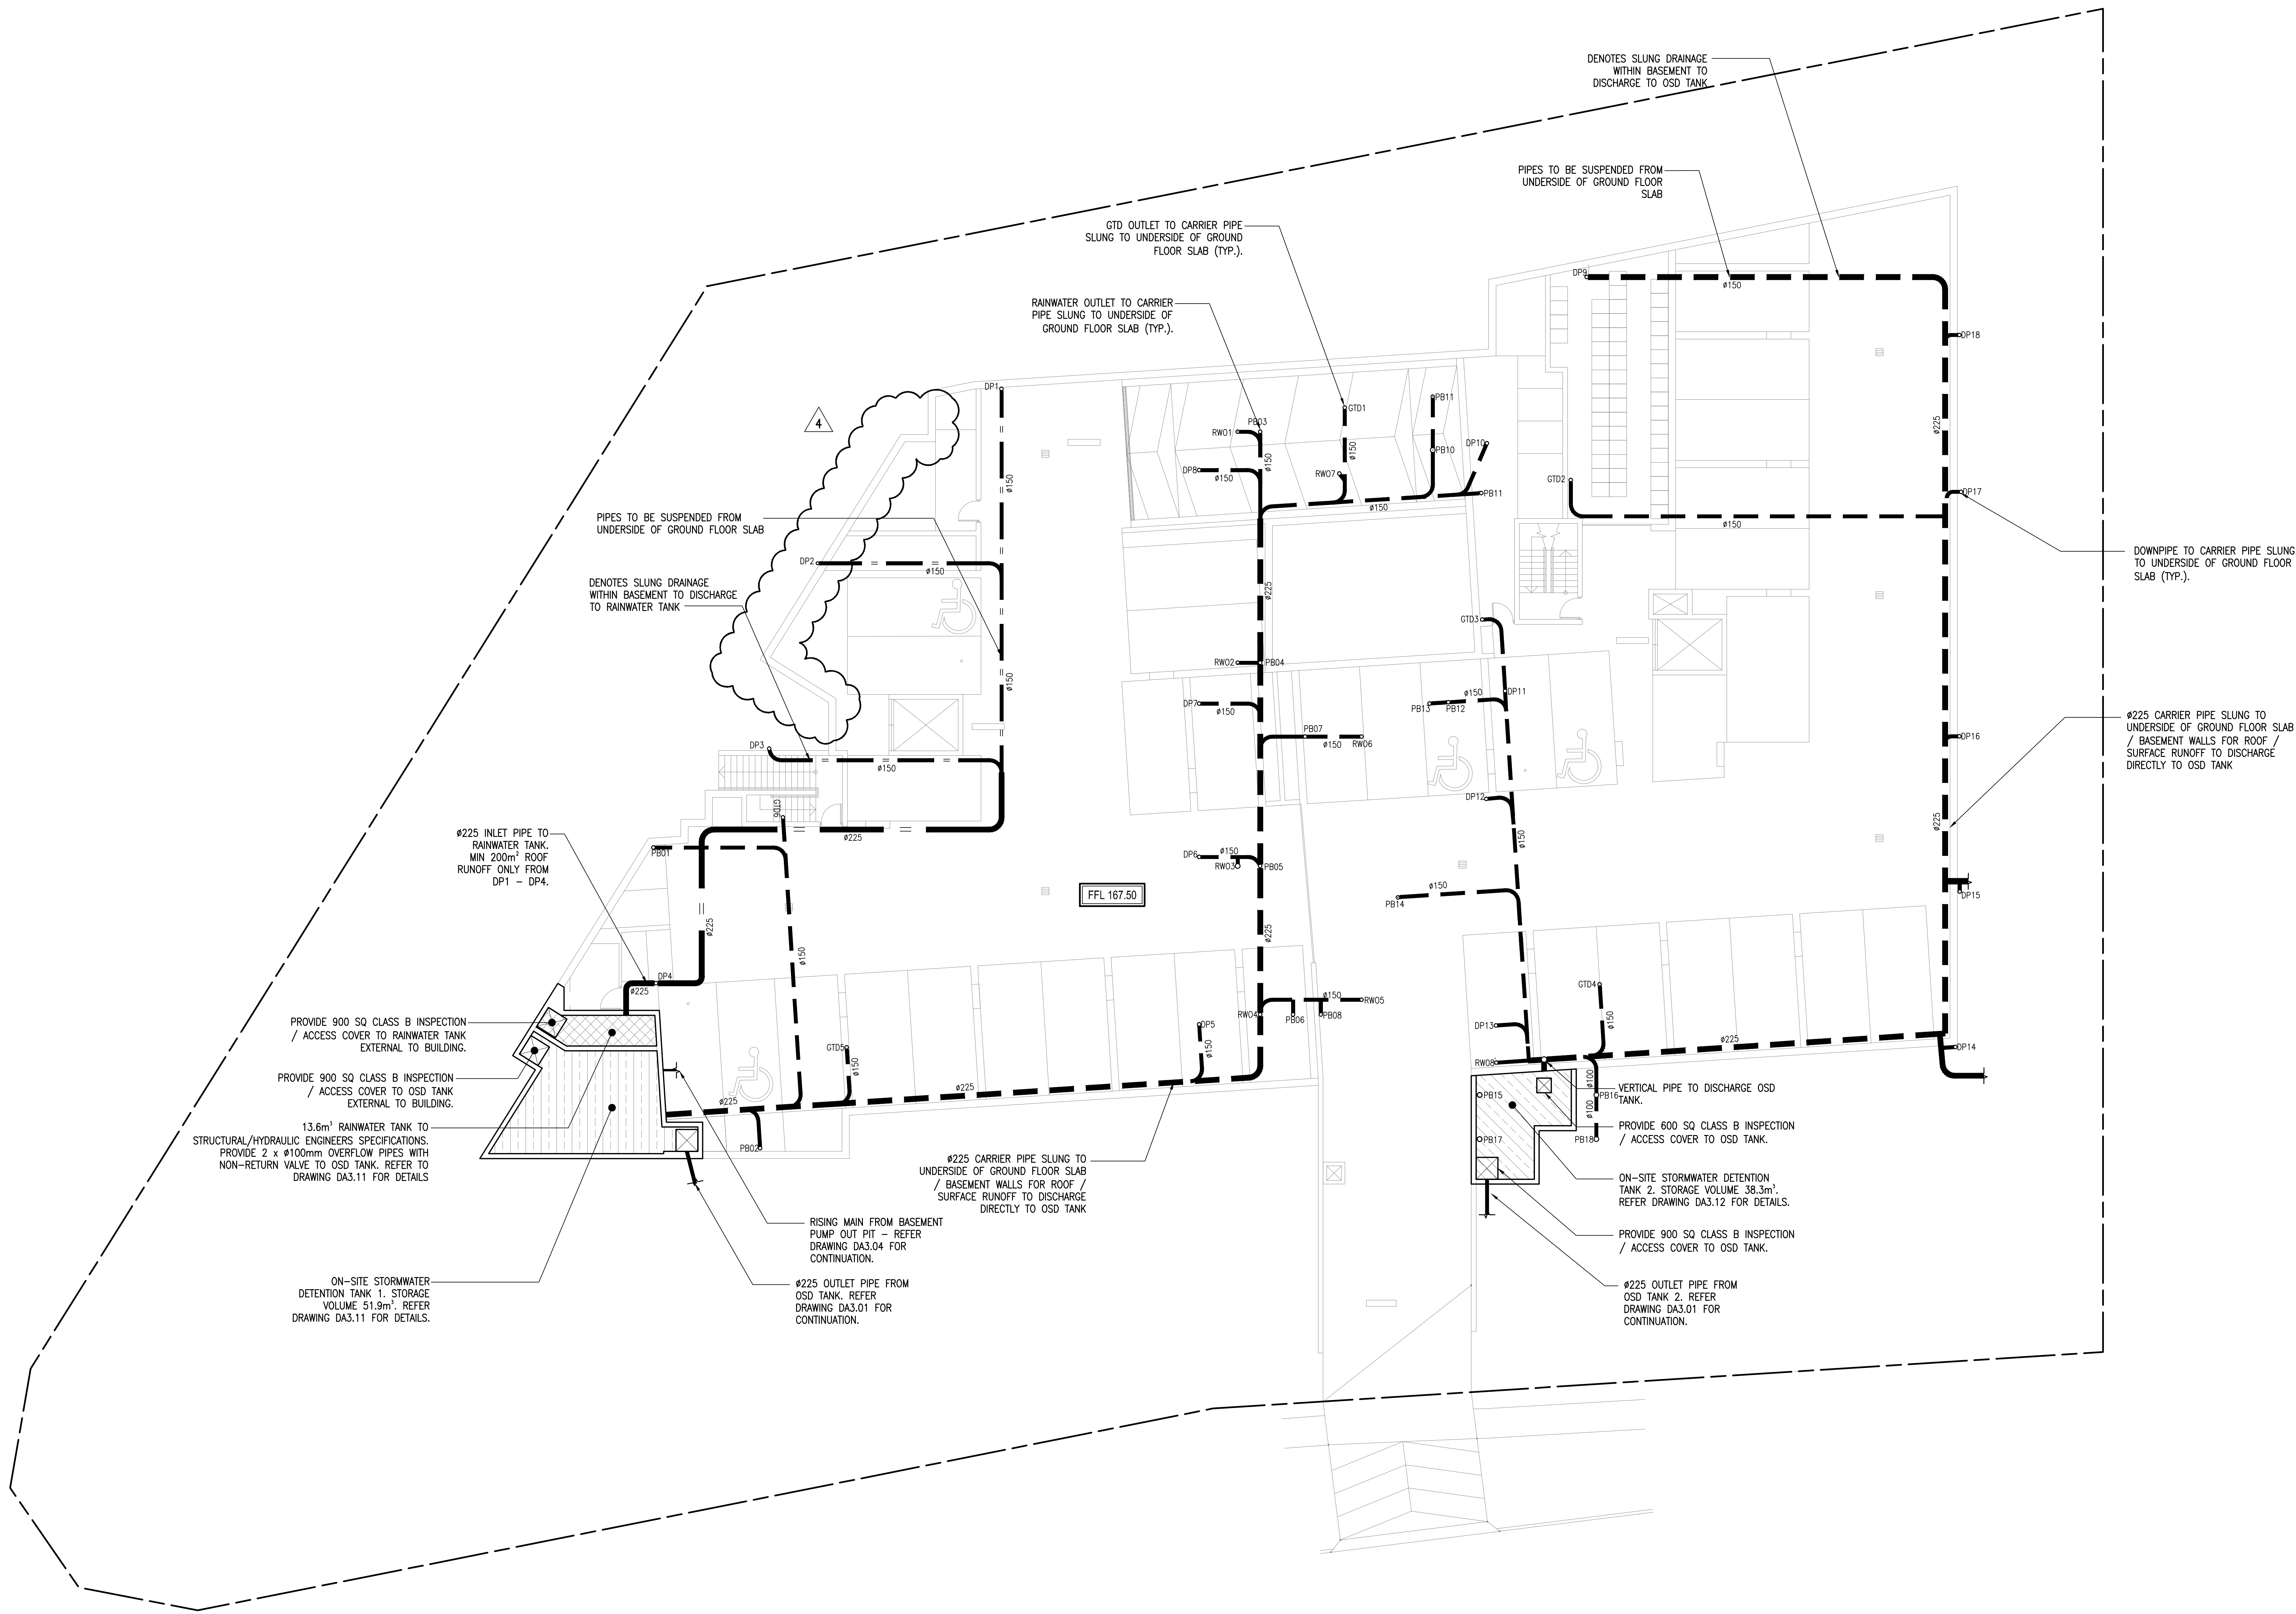 DENOTES SLUNG DRAINAGE
WITHIN BASEMENT TO
DISCHARGE TO OSD TANK
PIPES TO BE SUSPENDED FROM
UNDERSIDE OF GROUND FLOOR
SLAB
GTD OUTLET TO CARRIER PIPE
SLUNG TO UNDERSIDE OF GROUND
FLOOR SLAB (TYP.).
RAINWATER OUTLET TO CARRIER
PIPE SLUNG TO UNDERSIDE OF
GROUND FLOOR SLAB (TYP.).
DP9
ø150
DP18
DP1
4
GTD1
PB11
PB03
RW01
ø225
DP10
ø150
ø150
PB10
DP8
ø150
RW07
ø150
GTD2
PB11
DP17
ø150
ø150
PIPES TO BE SUSPENDED FROM
UNDERSIDE OF GROUND FLOOR SLAB
DOWNPIPE TO CARRIER PIPE SLUNG
TO UNDERSIDE OF GROUND FLOOR
SLAB (TYP.).
DP2
ø150
DENOTES SLUNG DRAINAGE
WITHIN BASEMENT TO DISCHARGE
TO RAINWATER TANK
ø225
GTD3
RW02
PB04
ø150
DP11
ø150
PB13
PB12
DP7
ø150
ø225 CARRIER PIPE SLUNG TO
UNDERSIDE OF GROUND FLOOR SLAB
/ BASEMENT WALLS FOR ROOF /
SURFACE RUNOFF TO DISCHARGE
DIRECTLY TO OSD TANK
PB07
ø150
RW06
DP16
DP3
ø150
DP12
GTD6
ø225
ø225 INLET PIPE TO
RAINWATER TANK.
MIN 200m² ROOF
RUNOFF ONLY FROM
DP1 – DP4.
ø225
ø150
PB01
DP6
ø150
RW03
PB05
FFL 167.50
ø150
PB14
DP15
ø225
ø225
ø150
DP4
ø225
GTD4
ø150
RW05
RW04
PB06
PB08
PROVIDE 900 SQ CLASS B INSPECTION
/ ACCESS COVER TO RAINWATER TANK
EXTERNAL TO BUILDING.
DP5
DP13
ø150
ø225
GTD5
ø150
ø150
DP14
RW08
PROVIDE 900 SQ CLASS B INSPECTION
/ ACCESS COVER TO OSD TANK
EXTERNAL TO BUILDING.
ø225
ø225
ø100
VERTICAL PIPE TO DISCHARGE OSD
TANK.
PB15
PB16
ø100
13.6m³ RAINWATER TANK TO
STRUCTURAL/HYDRAULIC ENGINEERS SPECIFICATIONS.
PROVIDE 2 x ø100mm OVERFLOW PIPES WITH
NON-RETURN VALVE TO OSD TANK. REFER TO
DRAWING DA3.11 FOR DETAILS
PROVIDE 600 SQ CLASS B INSPECTION
/ ACCESS COVER TO OSD TANK.
PB17
PB18
PB02
ø225 CARRIER PIPE SLUNG TO
UNDERSIDE OF GROUND FLOOR SLAB
/ BASEMENT WALLS FOR ROOF /
SURFACE RUNOFF TO DISCHARGE
DIRECTLY TO OSD TANK
ON-SITE STORMWATER DETENTION
TANK 2. STORAGE VOLUME 38.3m³.
REFER DRAWING DA3.12 FOR DETAILS.
RISING MAIN FROM BASEMENT
PUMP OUT PIT – REFER
DRAWING DA3.04 FOR
CONTINUATION.
PROVIDE 900 SQ CLASS B INSPECTION
/ ACCESS COVER TO OSD TANK.
ON-SITE STORMWATER
DETENTION TANK 1. STORAGE
VOLUME 51.9m³. REFER
DRAWING DA3.11 FOR DETAILS.
ø225 OUTLET PIPE FROM
OSD TANK. REFER
DRAWING DA3.01 FOR
CONTINUATION.
ø225 OUTLET PIPE FROM
OSD TANK 2. REFER
DRAWING DA3.01 FOR
CONTINUATION.